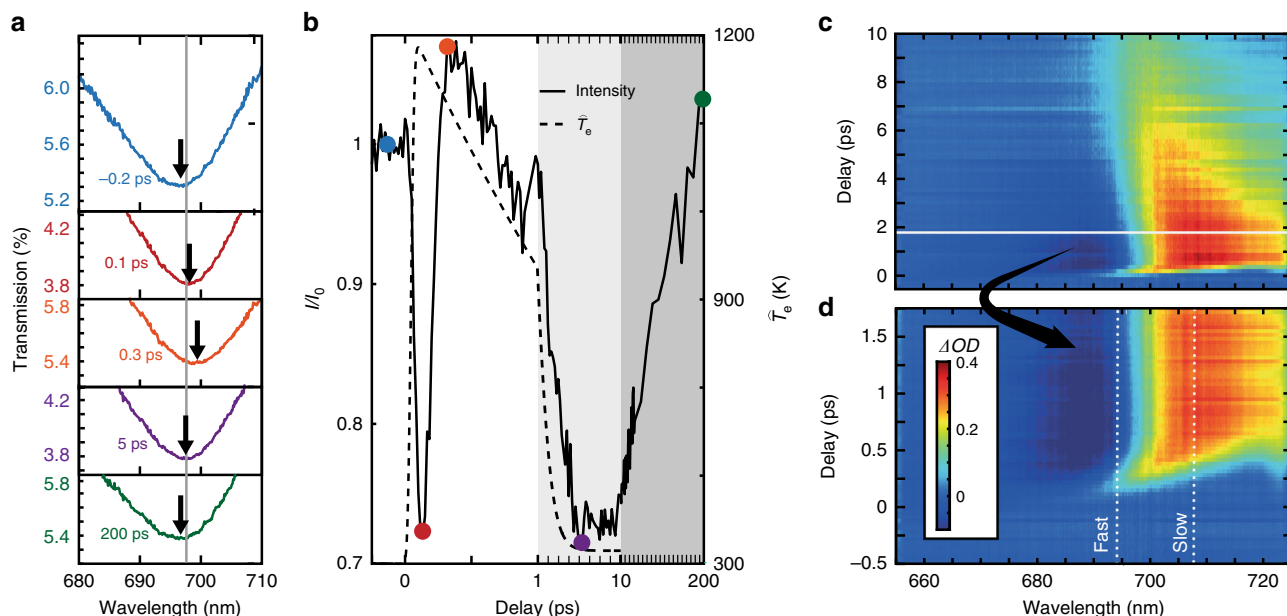 a
Transmission (%)
6.0
5.6
5.2
−0.2 ps
4.2
3.8
0.1 ps
5.8
5.4
0.3 ps
4.2
3.8
5 ps
5.8
5.4
200 ps
680 690 700 710
Wavelength (nm)
b
I/I0
1
0.9
0.8
0.7
Intensity
T̂e
1200
900
300
T̂e (K)
0 1 10 200
Delay (ps)
c
Delay (ps)
10
8
6
4
2
0
d
Delay (ps)
1.5
1
0.5
0
−0.5
ΔOD
0.4
0.2
0
Fast
Slow
660 680 700 720
Wavelength (nm)